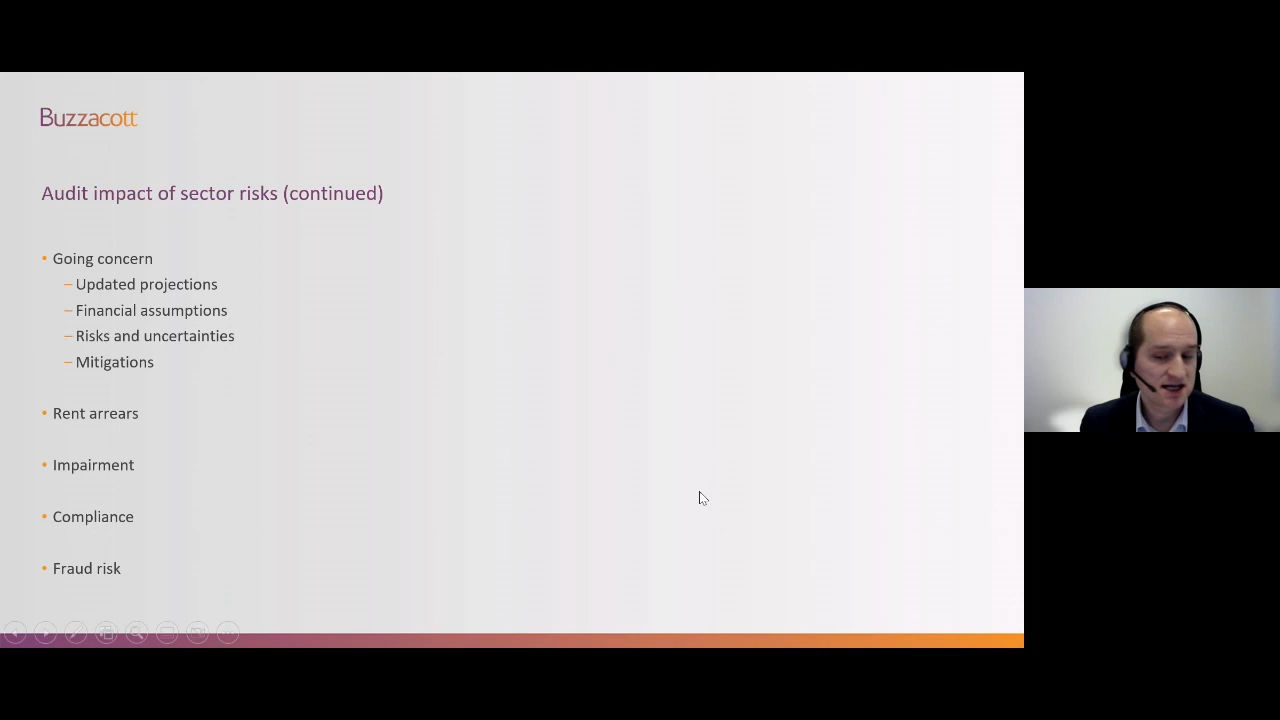 Buzzacott
Audit impact of sector risks (continued)
• Going concern
– Updated projections
– Financial assumptions
– Risks and uncertainties
– Mitigations
• Rent arrears
• Impairment
• Compliance
• Fraud risk